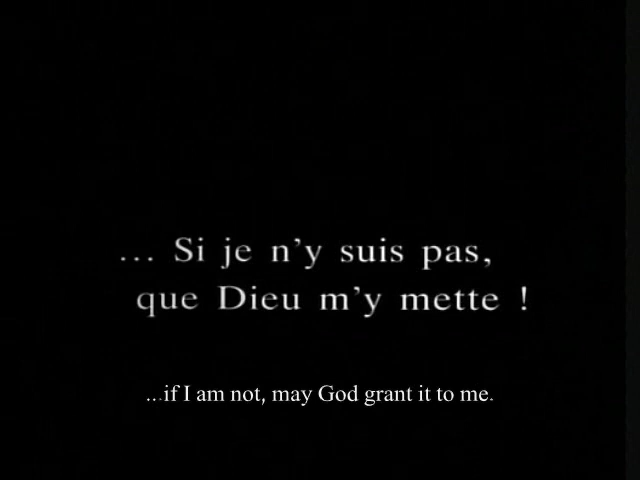 ... Si je n'y suis pas,
que Dieu m'y mette !
...if I am not, may God grant it to me.